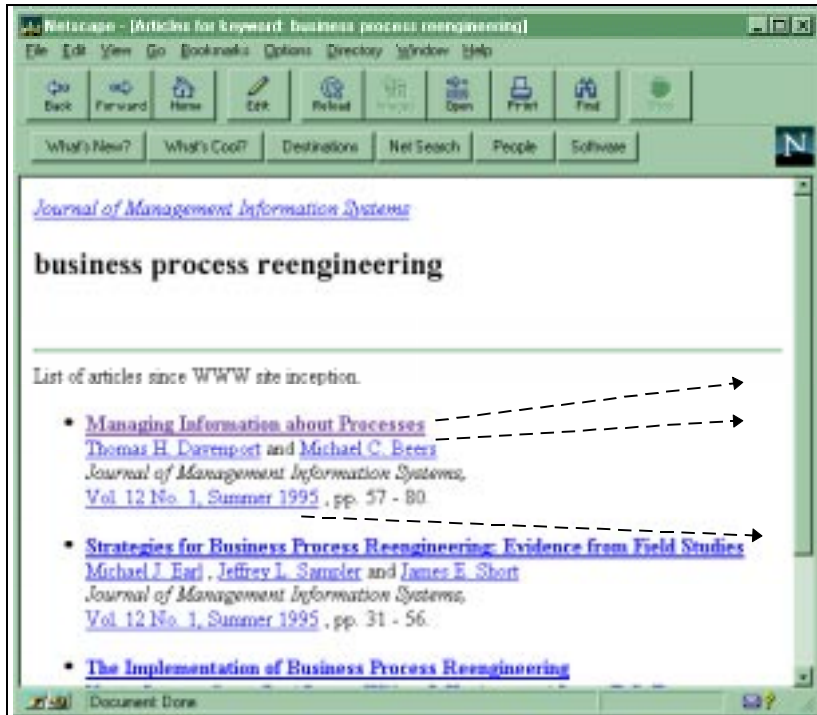 Netscape - [Articles for keyword: business process reengineering]
File Edit View Go Bookmarks Options Directory Window Help
Back Forward Home Edit Reload Open Print Find
What's New? What's Cool? Destinations Net Search People Software
N
Journal of Management Information Systems
business process reengineering
List of articles since WWW site inception.
• Managing Information about Processes
Thomas H. Davenport and Michael C. Beers
Journal of Management Information Systems,
Vol. 12 No. 1, Summer 1995 , pp. 57 - 80.
• Strategies for Business Process Reengineering: Evidence from Field Studies
Michael J. Earl , Jeffrey L. Sampler and James E. Short
Journal of Management Information Systems,
Vol. 12 No. 1, Summer 1995 , pp. 31 - 56.
• The Implementation of Business Process Reengineering
Document: Done